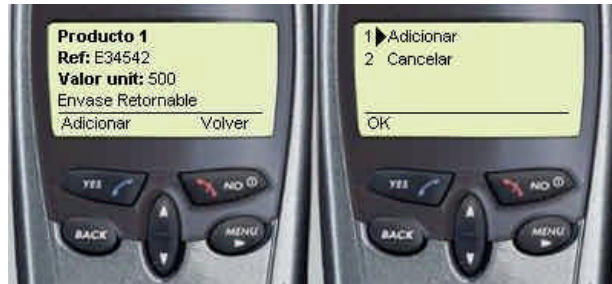 Producto 1
Ref: E34542
Valor unit: 500
Envase Retornable
Adicionar Volver
YES NO
BACK MENU
1 Adicionar
2 Cancelar
OK
YES NO
BACK MENU